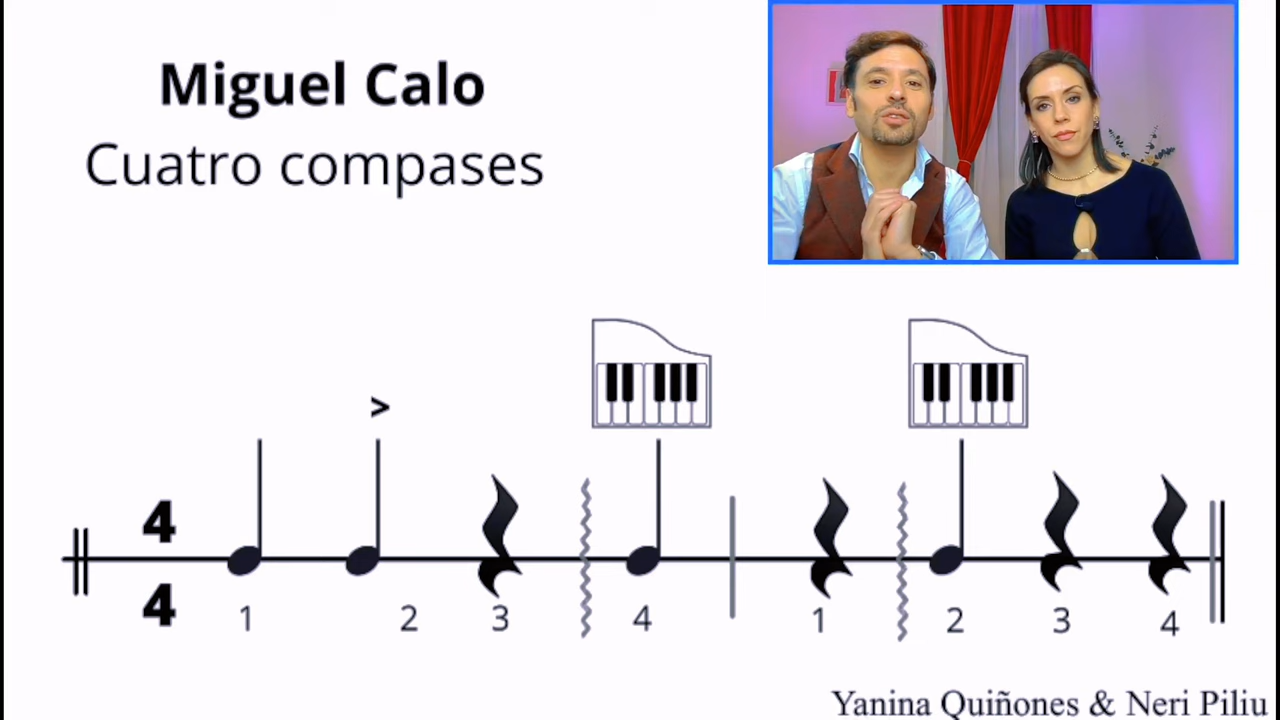 Miguel Calo
Cuatro compases
>
4
4
1 2 3 4 1 2 3 4
Yanina Quiñones & Neri Piliu